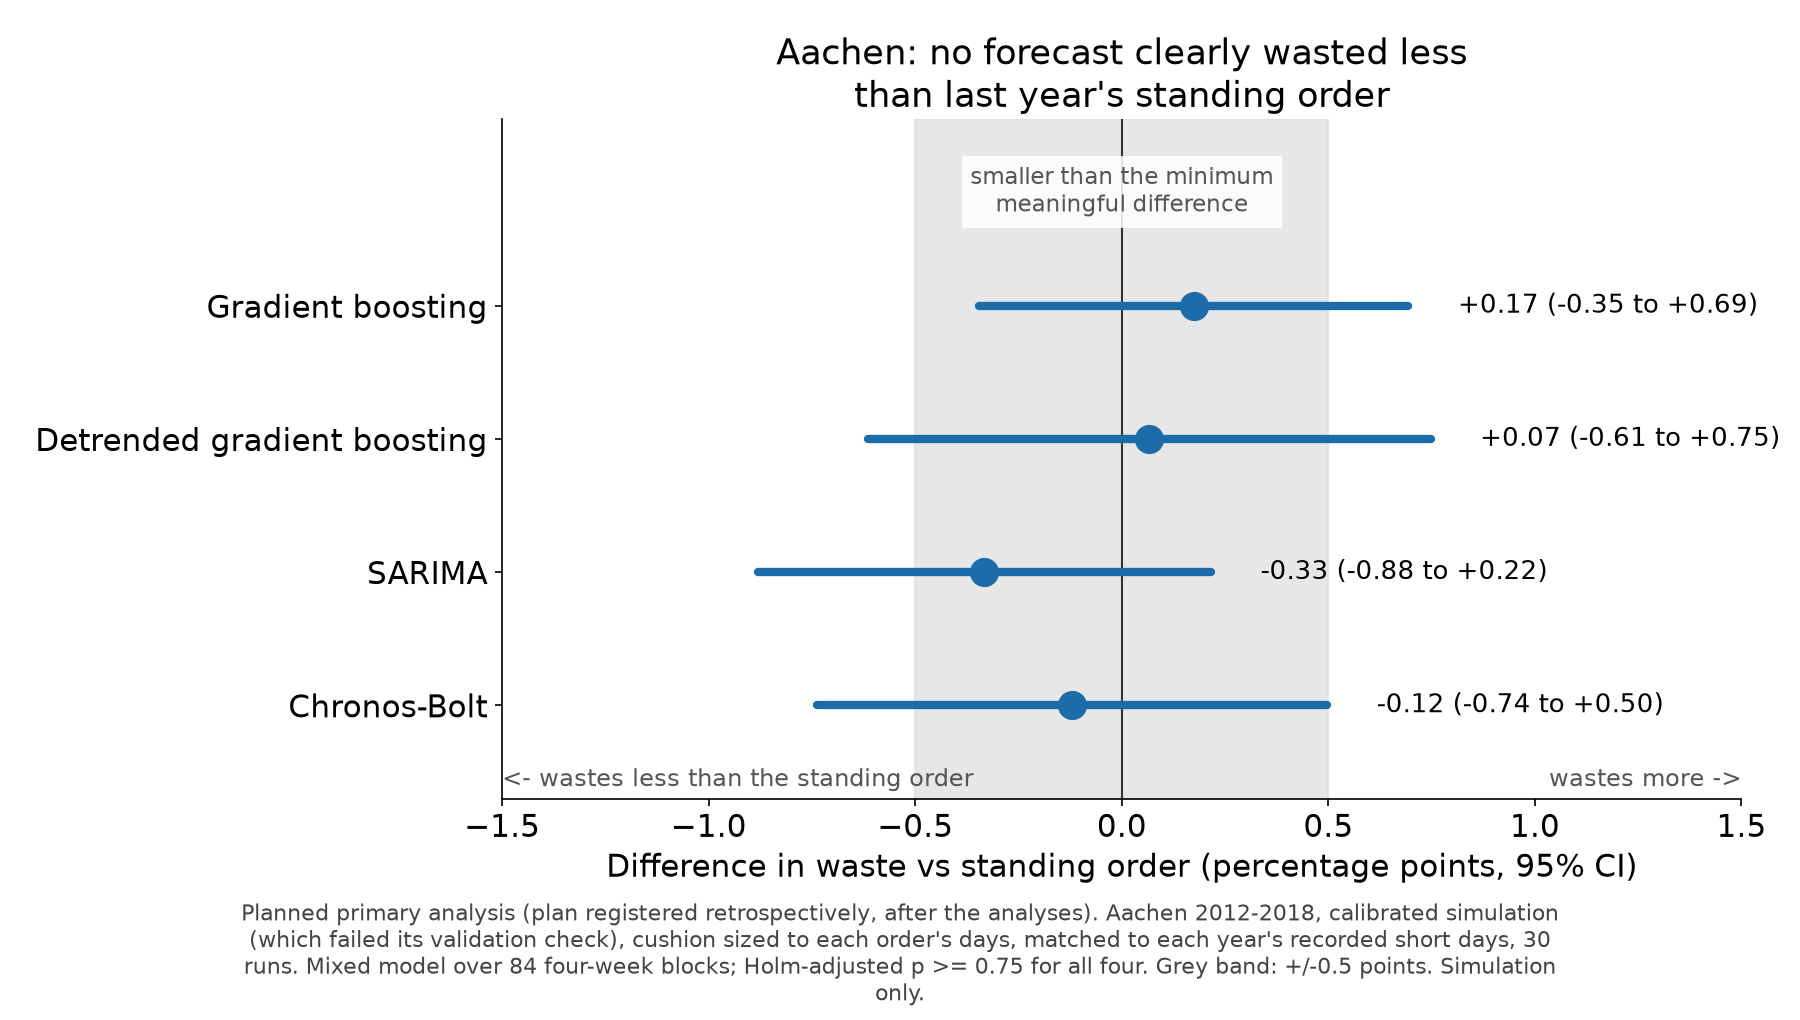 Aachen: no forecast clearly wasted less
than last year's standing order
smaller than the minimum
meaningful difference
Gradient boosting
+0.17 (-0.35 to +0.69)
Detrended gradient boosting
+0.07 (-0.61 to +0.75)
SARIMA
-0.33 (-0.88 to +0.22)
Chronos-Bolt
-0.12 (-0.74 to +0.50)
<- wastes less than the standing order
wastes more ->
−1.5 −1.0 −0.5 0.0 0.5 1.0 1.5
Difference in waste vs standing order (percentage points, 95% CI)
Planned primary analysis (plan registered retrospectively, after the analyses). Aachen 2012-2018, calibrated simulation
(which failed its validation check), cushion sized to each order's days, matched to each year's recorded short days, 30
runs. Mixed model over 84 four-week blocks; Holm-adjusted p >= 0.75 for all four. Grey band: +/-0.5 points. Simulation
only.